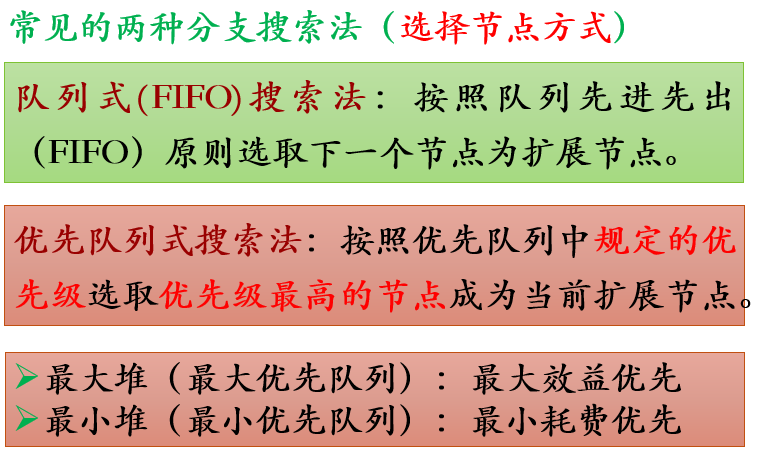 常见的两种分支搜索法（选择节点方式）
队列式(FIFO)搜索法：按照队列先进先出
（FIFO）原则选取下一个节点为扩展节点。
优先队列式搜索法：按照优先队列中规定的优
先级选取优先级最高的节点成为当前扩展节点。
➢最大堆（最大优先队列）：最大效益优先
➢最小堆（最小优先队列）：最小耗费优先